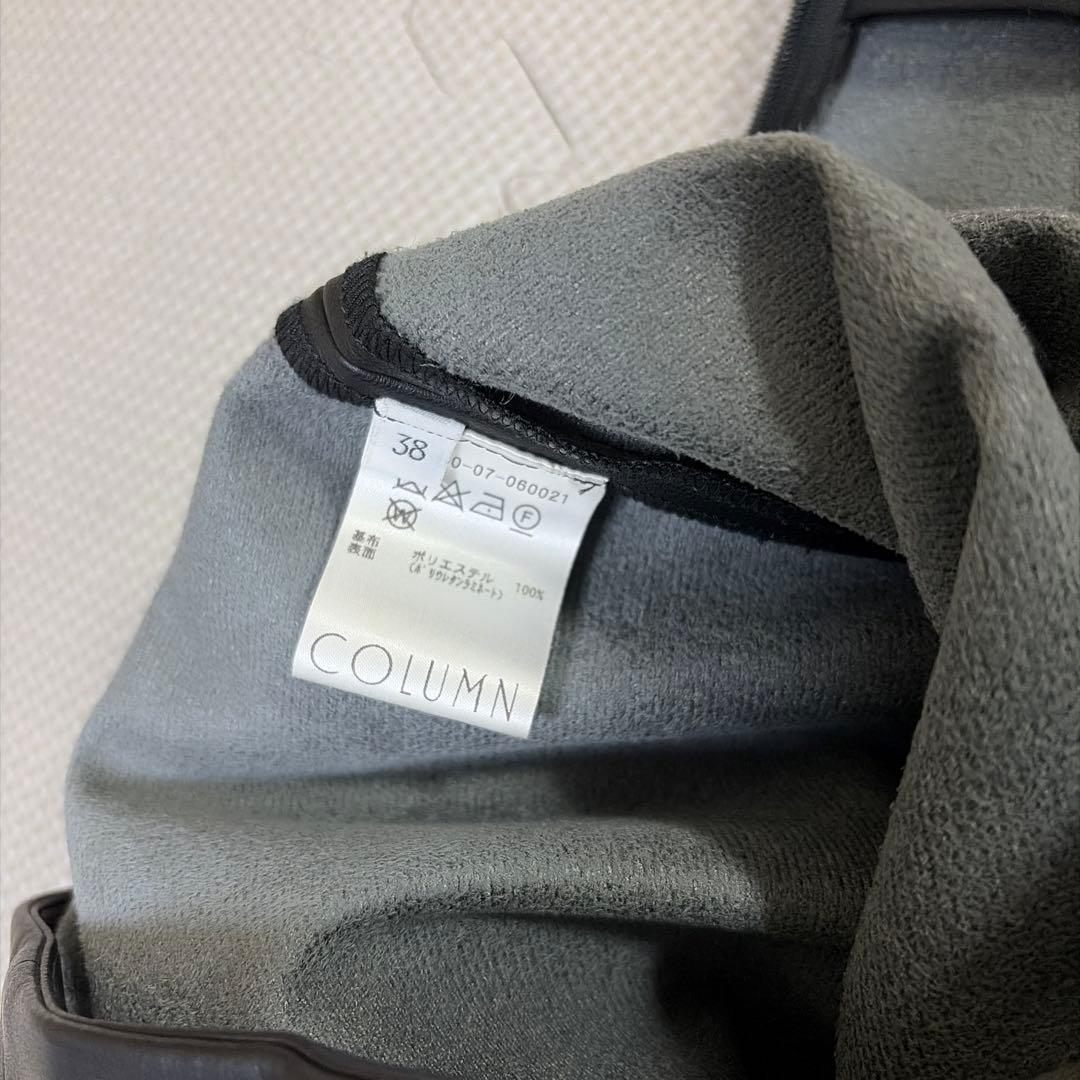 38
0-07-060021
F
W
基布 ポリエステル 100%
表面 (ポリウレタンラミネート)
COLUMN